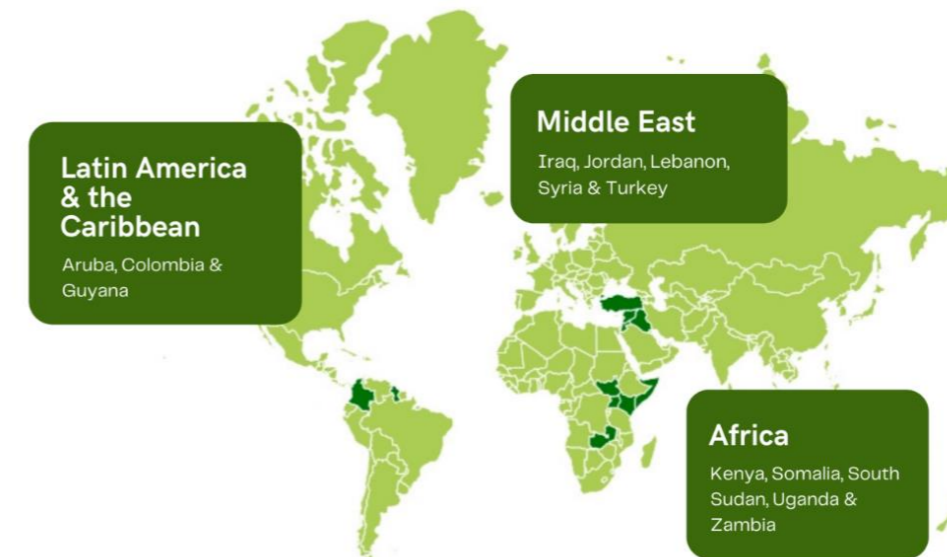 Latin America
& the
Caribbean
Aruba, Colombia &
Guyana
Middle East
Iraq, Jordan, Lebanon,
Syria & Turkey
Africa
Kenya, Somalia, South
Sudan, Uganda &
Zambia